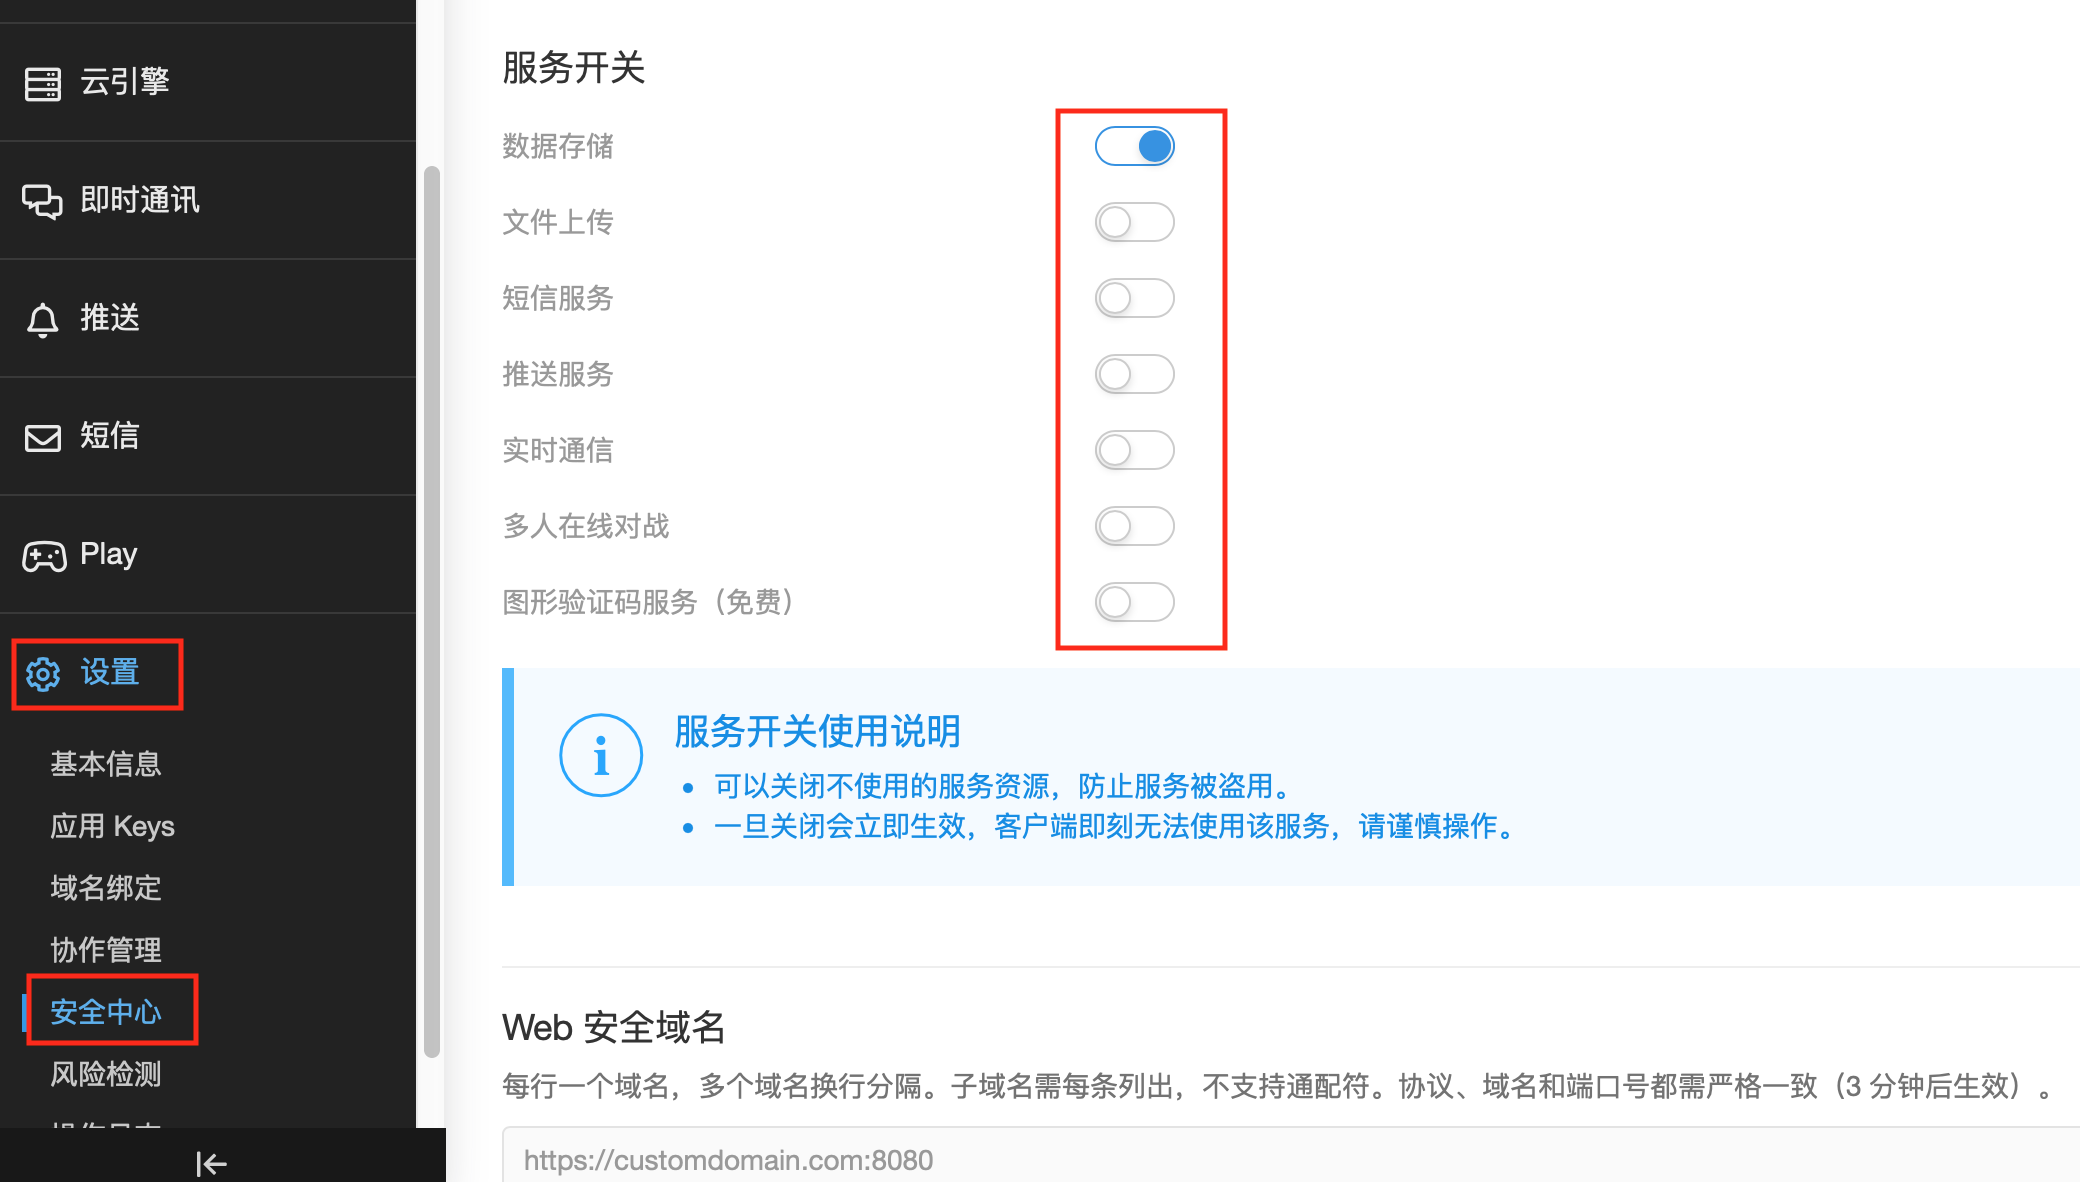 云引擎
即时通讯
推送
短信
Play
设置
基本信息
应用 Keys
域名绑定
协作管理
安全中心
风险检测
服务开关
数据存储
文件上传
短信服务
推送服务
实时通信
多人在线对战
图形验证码服务（免费）
服务开关使用说明
可以关闭不使用的服务资源，防止服务被盗用。
一旦关闭会立即生效，客户端即刻无法使用该服务，请谨慎操作。
Web 安全域名
每行一个域名，多个域名换行分隔。子域名需每条列出，不支持通配符。协议、域名和端口号都需严格一致（3 分钟后生效）。
https://customdomain.com:8080